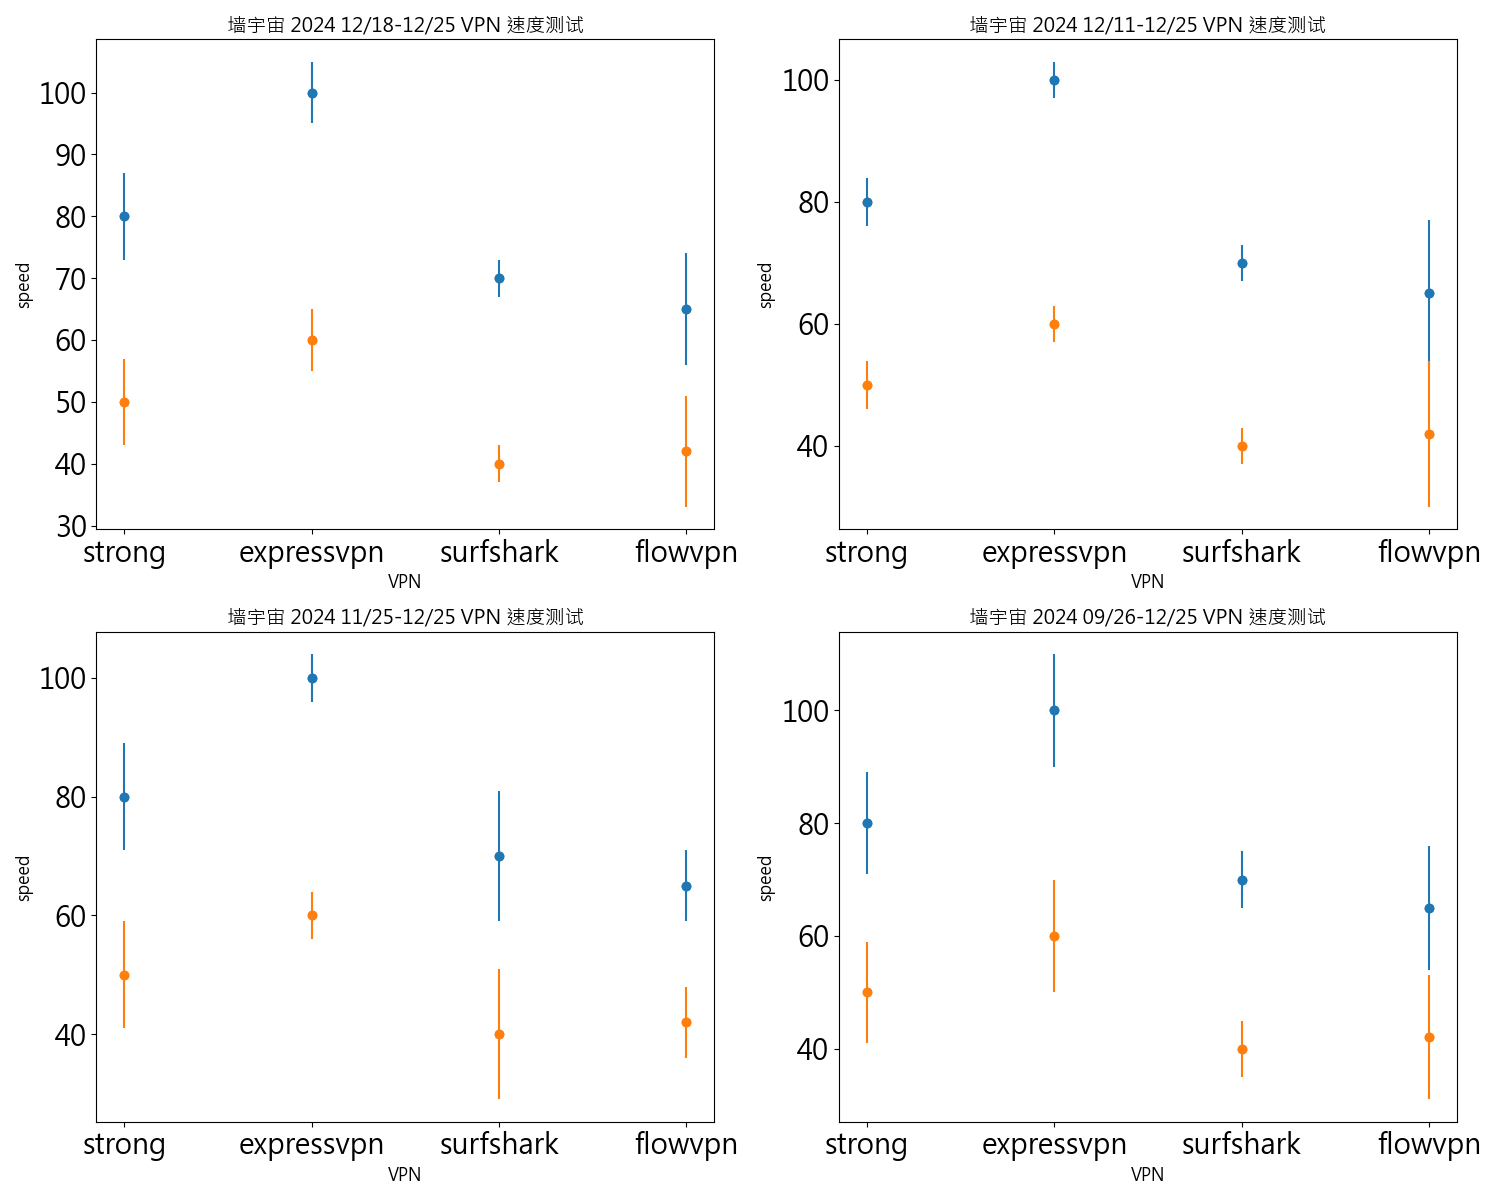 墙宇宙 2024 12/18-12/25 VPN 速度测试
100
90
80
70
60
50
40
30
speed
strong expressvpn surfshark flowvpn
VPN
墙宇宙 2024 12/11-12/25 VPN 速度测试
100
80
60
40
speed
strong expressvpn surfshark flowvpn
VPN
墙宇宙 2024 11/25-12/25 VPN 速度测试
100
80
60
40
speed
strong expressvpn surfshark flowvpn
VPN
墙宇宙 2024 09/26-12/25 VPN 速度测试
100
80
60
40
speed
strong expressvpn surfshark flowvpn
VPN